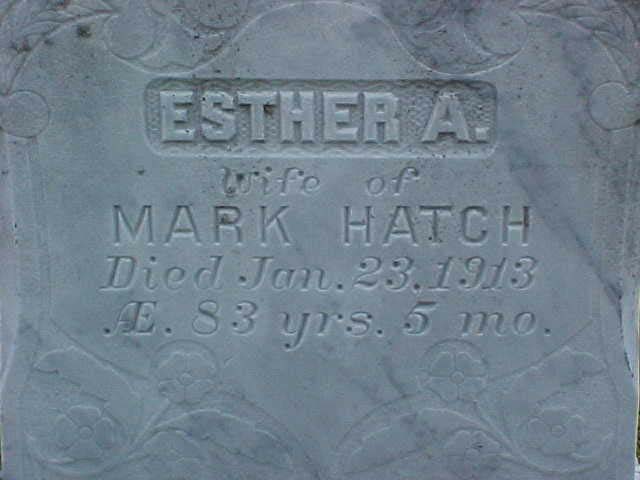 ESTHER A.
Wife of
MARK HATCH
Died Jan. 23, 1913
Æ. 83 yrs. 5 mo.